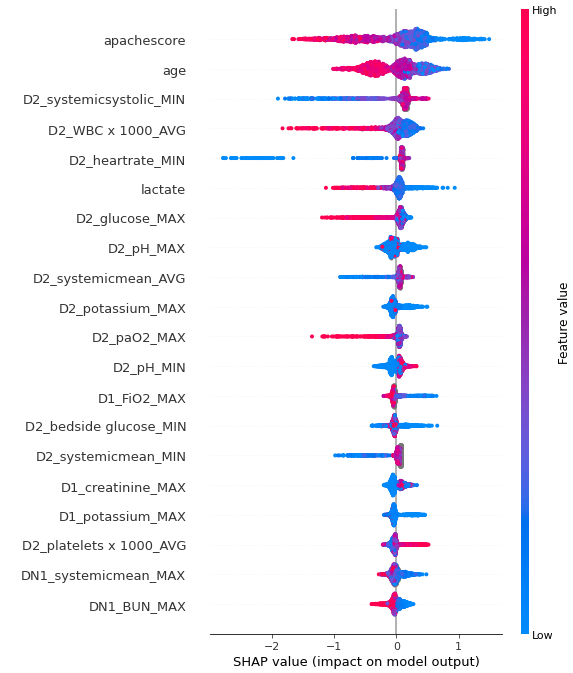 High
apachescore
age
D2_systemicsystolic_MIN
D2_WBC x 1000_AVG
D2_heartrate_MIN
lactate
D2_glucose_MAX
D2_pH_MAX
D2_systemicmean_AVG
D2_potassium_MAX
D2_paO2_MAX
D2_pH_MIN
D1_FiO2_MAX
D2_bedside glucose_MIN
D2_systemicmean_MIN
D1_creatinine_MAX
D1_potassium_MAX
D2_platelets x 1000_AVG
DN1_systemicmean_MAX
DN1_BUN_MAX
Feature value
Low
−2 −1 0 1
SHAP value (impact on model output)